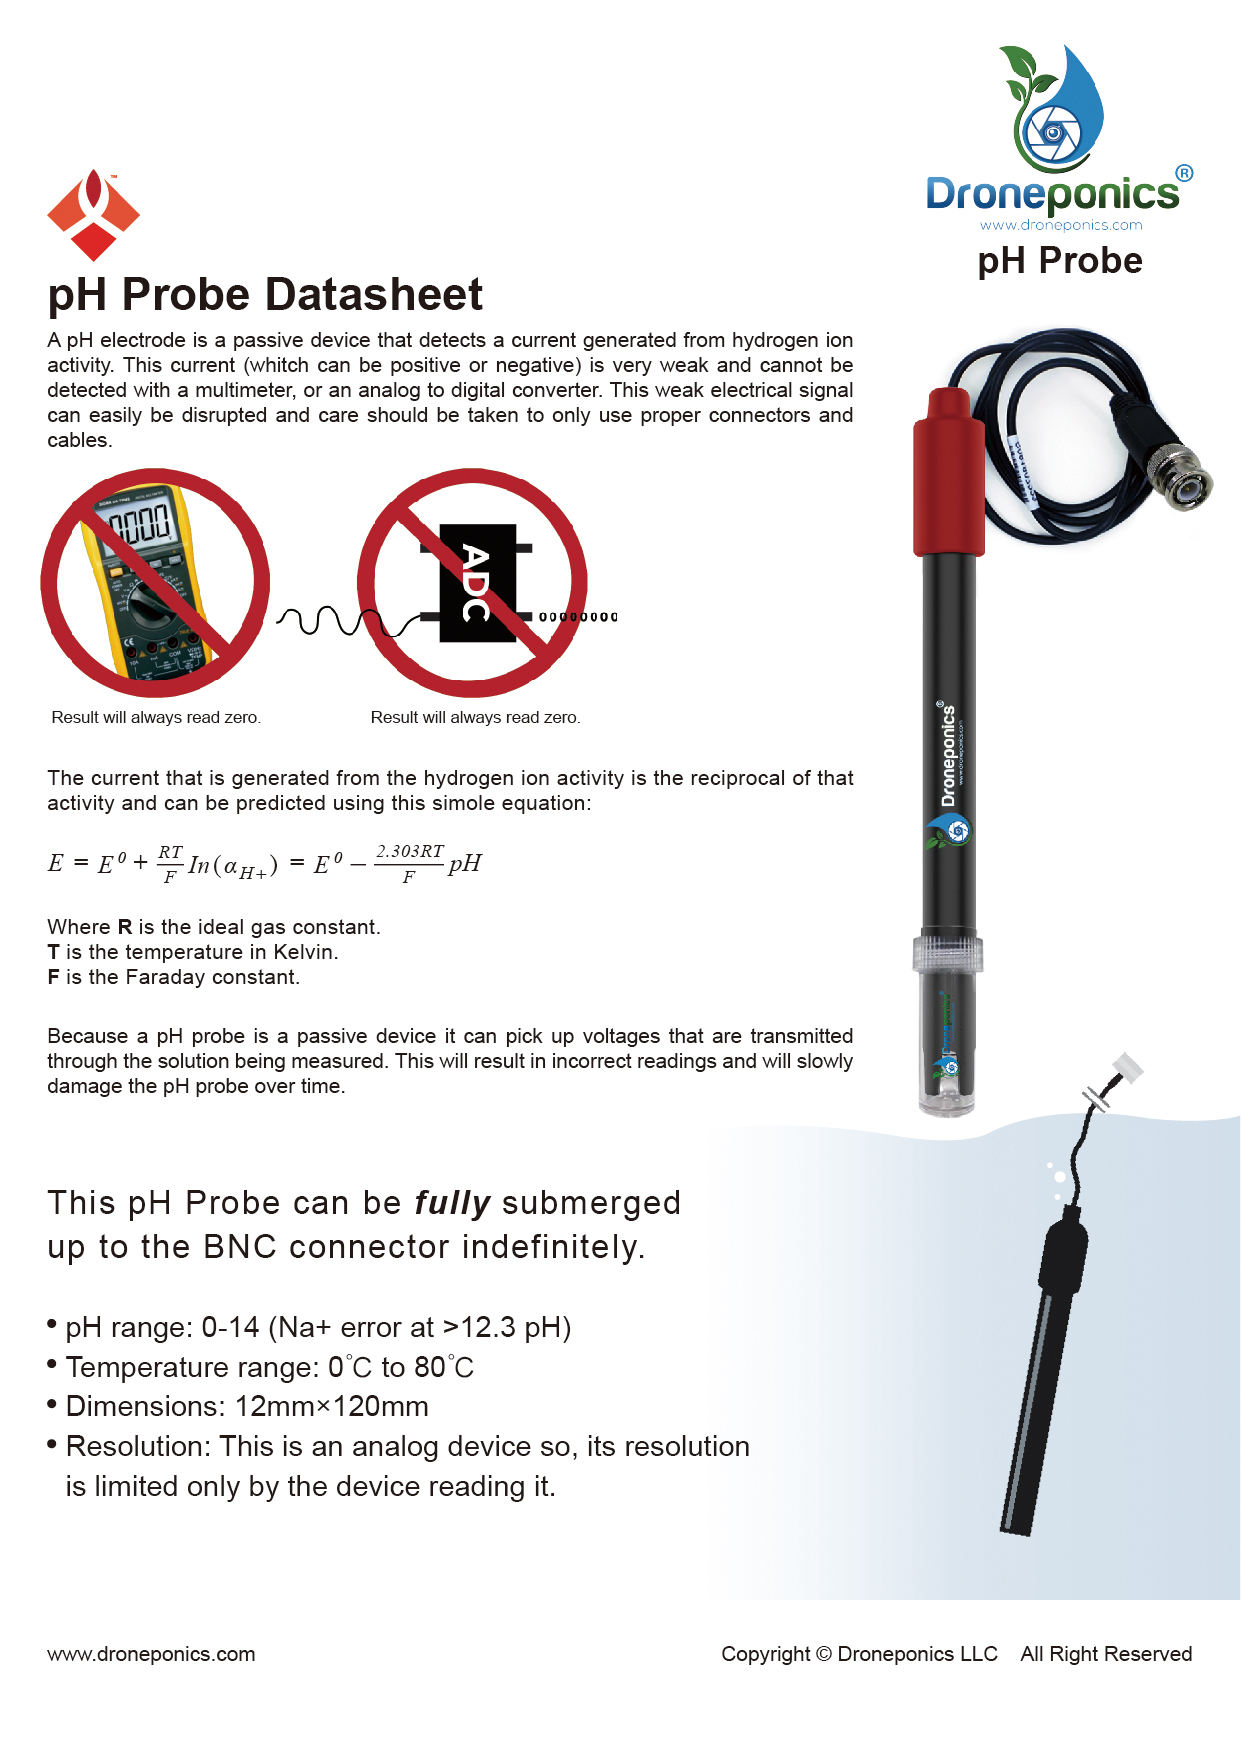 Droneponics®
www.droneponics.com
pH Probe
™
pH Probe Datasheet
A pH electrode is a passive device that detects a current generated from hydrogen ion
activity. This current (whitch can be positive or negative) is very weak and cannot be
detected with a multimeter, or an analog to digital converter. This weak electrical signal
can easily be disrupted and care should be taken to only use proper connectors and
cables.
0000
10A
COM
CE
ADC
000000000
Result will always read zero.
Result will always read zero.
Droneponics®
www.droneponics.com
The current that is generated from the hydrogen ion activity is the reciprocal of that
activity and can be predicted using this simole equation:
E = E⁰ + RT/F In(α H+) = E⁰ − 2.303RT/F pH
Where R is the ideal gas constant.
T is the temperature in Kelvin.
F is the Faraday constant.
Because a pH probe is a passive device it can pick up voltages that are transmitted
through the solution being measured. This will result in incorrect readings and will slowly
damage the pH probe over time.
Droneponics
This pH Probe can be fully submerged
up to the BNC connector indefinitely.
• pH range: 0-14 (Na+ error at >12.3 pH)
• Temperature range: 0℃ to 80℃
• Dimensions: 12mm×120mm
• Resolution: This is an analog device so, its resolution
is limited only by the device reading it.
www.droneponics.com
Copyright © Droneponics LLC All Right Reserved